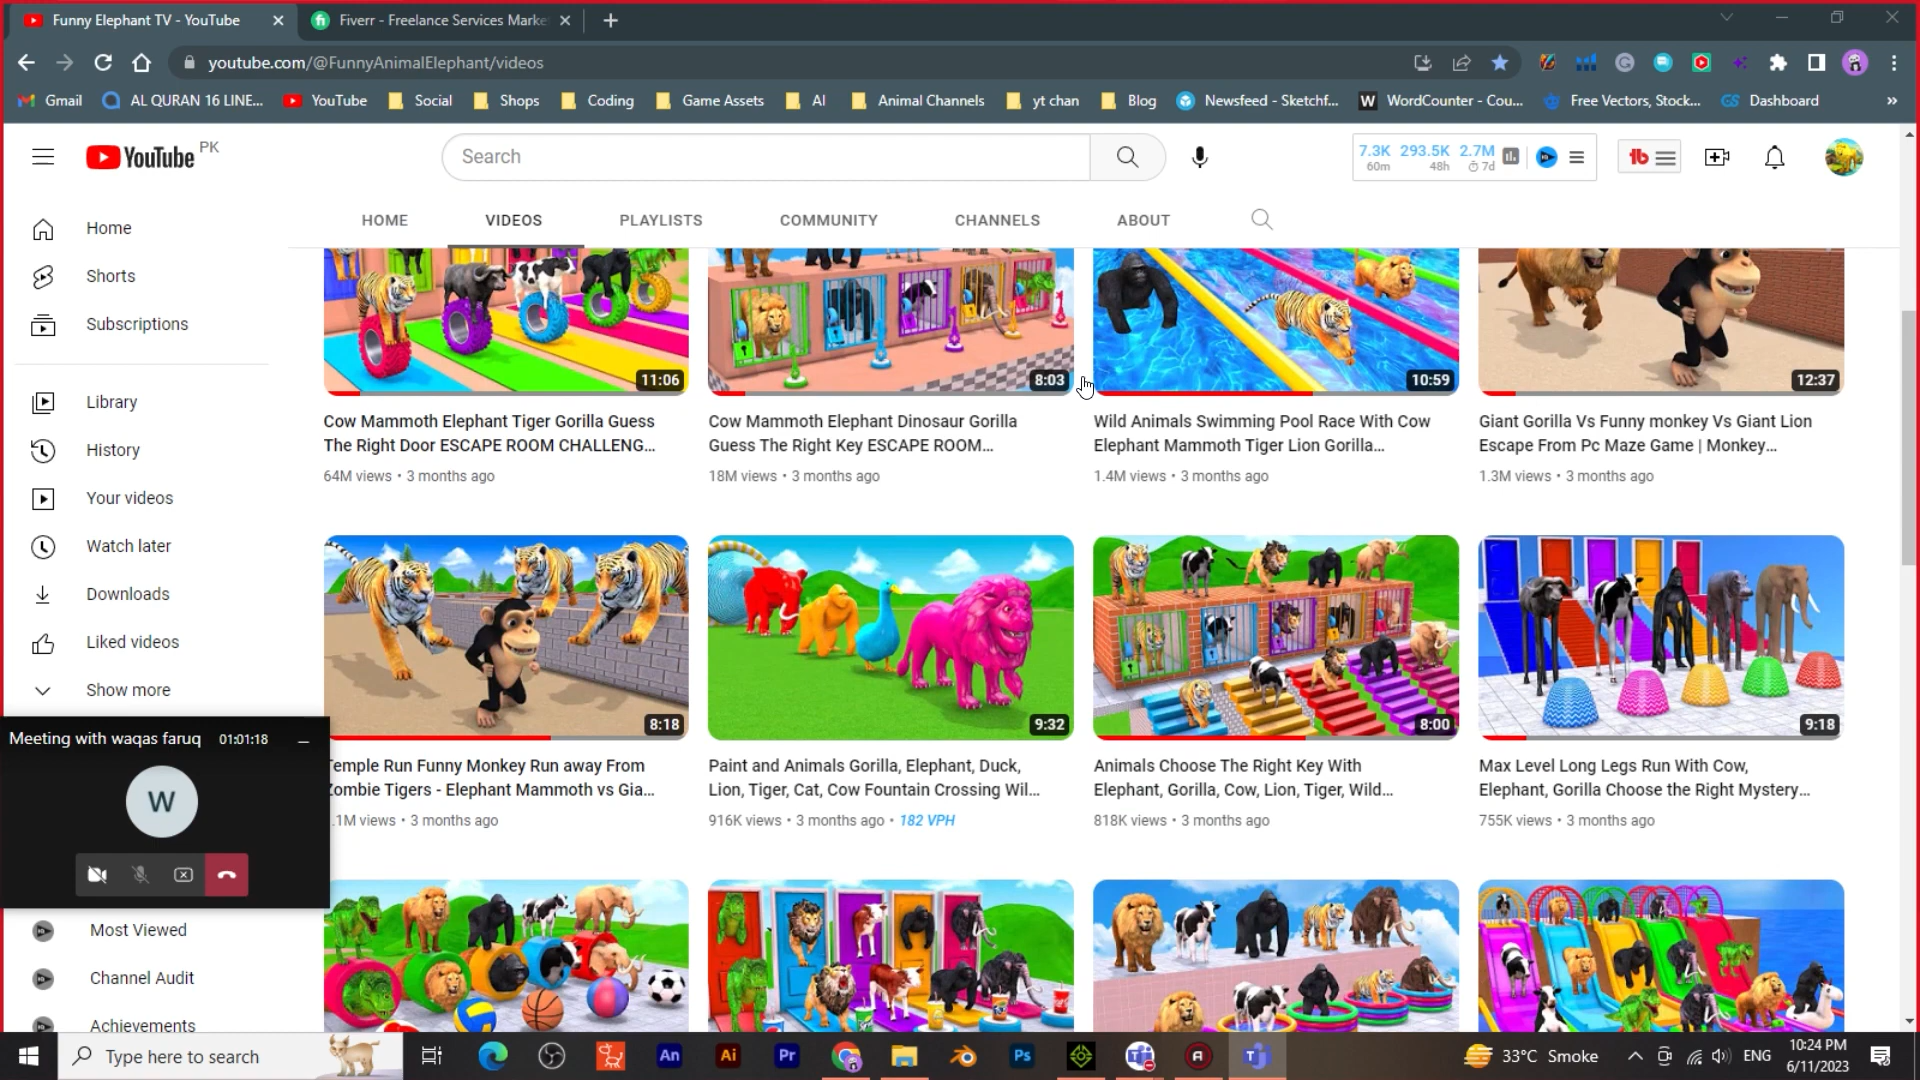 Funny Elephant TV - YouTube
Fiverr - Freelance Services Marke
youtube.com/@FunnyAnimalElephant/videos
Gmail
AL QURAN 16 LINE...
YouTube
Social
Shops
Coding
Game Assets
AI
Animal Channels
yt chan
Blog
Newsfeed - Sketchf...
WordCounter - Cou...
Free Vectors, Stock...
Dashboard
YouTube PK
Search
7.3K 293.5K 2.7M
60m 48h 7d
HOME
VIDEOS
PLAYLISTS
COMMUNITY
CHANNELS
ABOUT
Home
Shorts
Subscriptions
Library
History
Your videos
Watch later
Downloads
Liked videos
Show more
11:06
Cow Mammoth Elephant Tiger Gorilla Guess
The Right Door ESCAPE ROOM CHALLENG...
64M views • 3 months ago
8:03
Cow Mammoth Elephant Dinosaur Gorilla
Guess The Right Key ESCAPE ROOM...
18M views • 3 months ago
10:59
Wild Animals Swimming Pool Race With Cow
Elephant Mammoth Tiger Lion Gorilla...
1.4M views • 3 months ago
12:37
Giant Gorilla Vs Funny monkey Vs Giant Lion
Escape From Pc Maze Game | Monkey...
1.3M views • 3 months ago
8:18
Temple Run Funny Monkey Run away From
Zombie Tigers - Elephant Mammoth vs Gia...
.1M views • 3 months ago
9:32
Paint and Animals Gorilla, Elephant, Duck,
Lion, Tiger, Cat, Cow Fountain Crossing Wil...
916K views • 3 months ago • 182 VPH
8:00
Animals Choose The Right Key With
Elephant, Gorilla, Cow, Lion, Tiger, Wild...
818K views • 3 months ago
9:18
Max Level Long Legs Run With Cow,
Elephant, Gorilla Choose the Right Mystery...
755K views • 3 months ago
Meeting with waqas faruq 01:01:18
W
Most Viewed
Channel Audit
Achievements
Type here to search
An
Ai
Pr
Ps
33°C Smoke
ENG
10:24 PM
6/11/2023